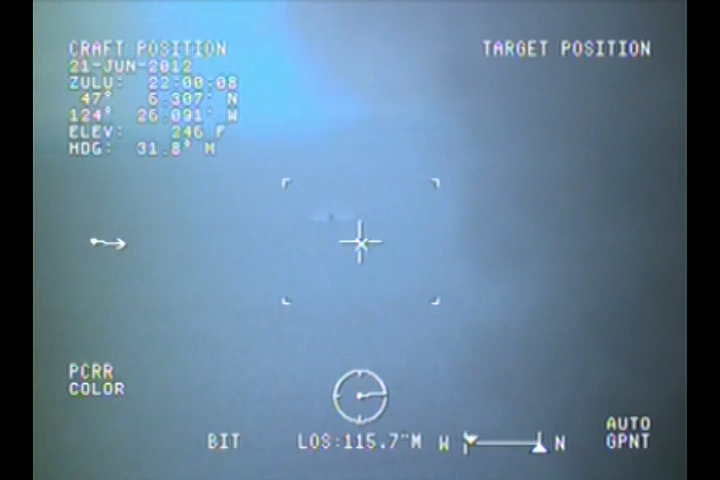 CRAFT POSITION
21-JUN-2012
ZULU: 22:00:08
47° 6.307' N
124° 26.091' W
ELEV: 246 F
HDG: 31.8° M
TARGET POSITION
PCRR
COLOR
BIT
LOS:115.7°M
W
N
AUTO
GPNT